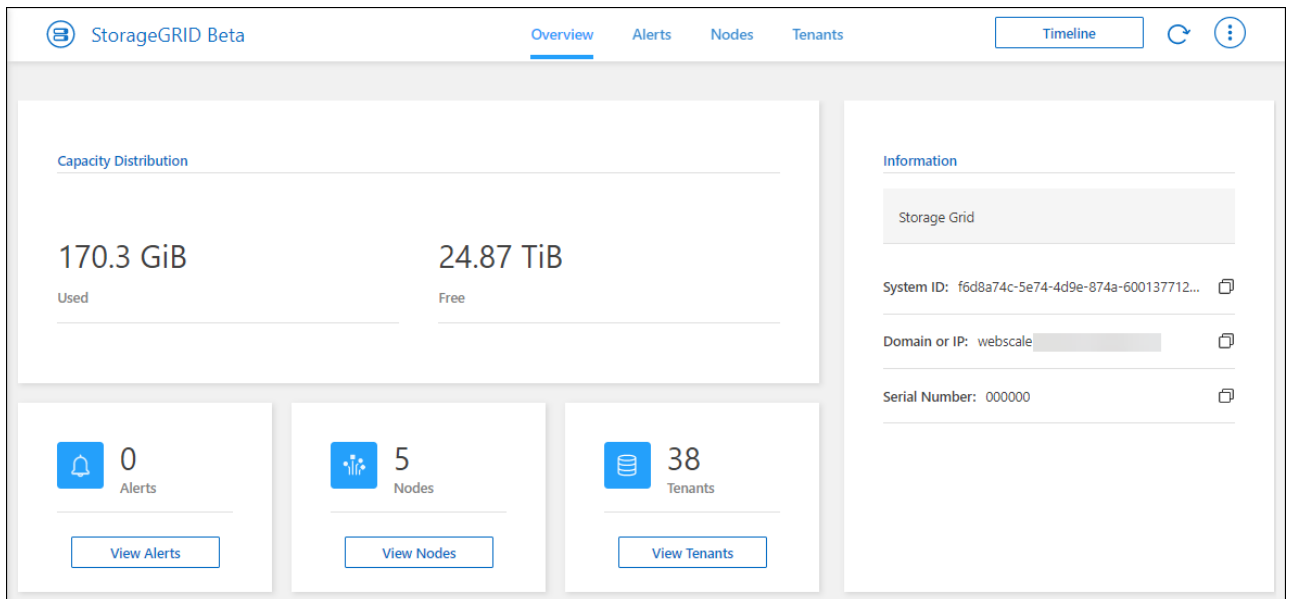 StorageGRID Beta
Overview
Alerts
Nodes
Tenants
Timeline
Capacity Distribution
170.3 GiB
Used
24.87 TiB
Free
Information
Storage Grid
System ID: f6d8a74c-5e74-4d9e-874a-600137712...
Domain or IP: webscale
Serial Number: 000000
0
Alerts
View Alerts
5
Nodes
View Nodes
38
Tenants
View Tenants